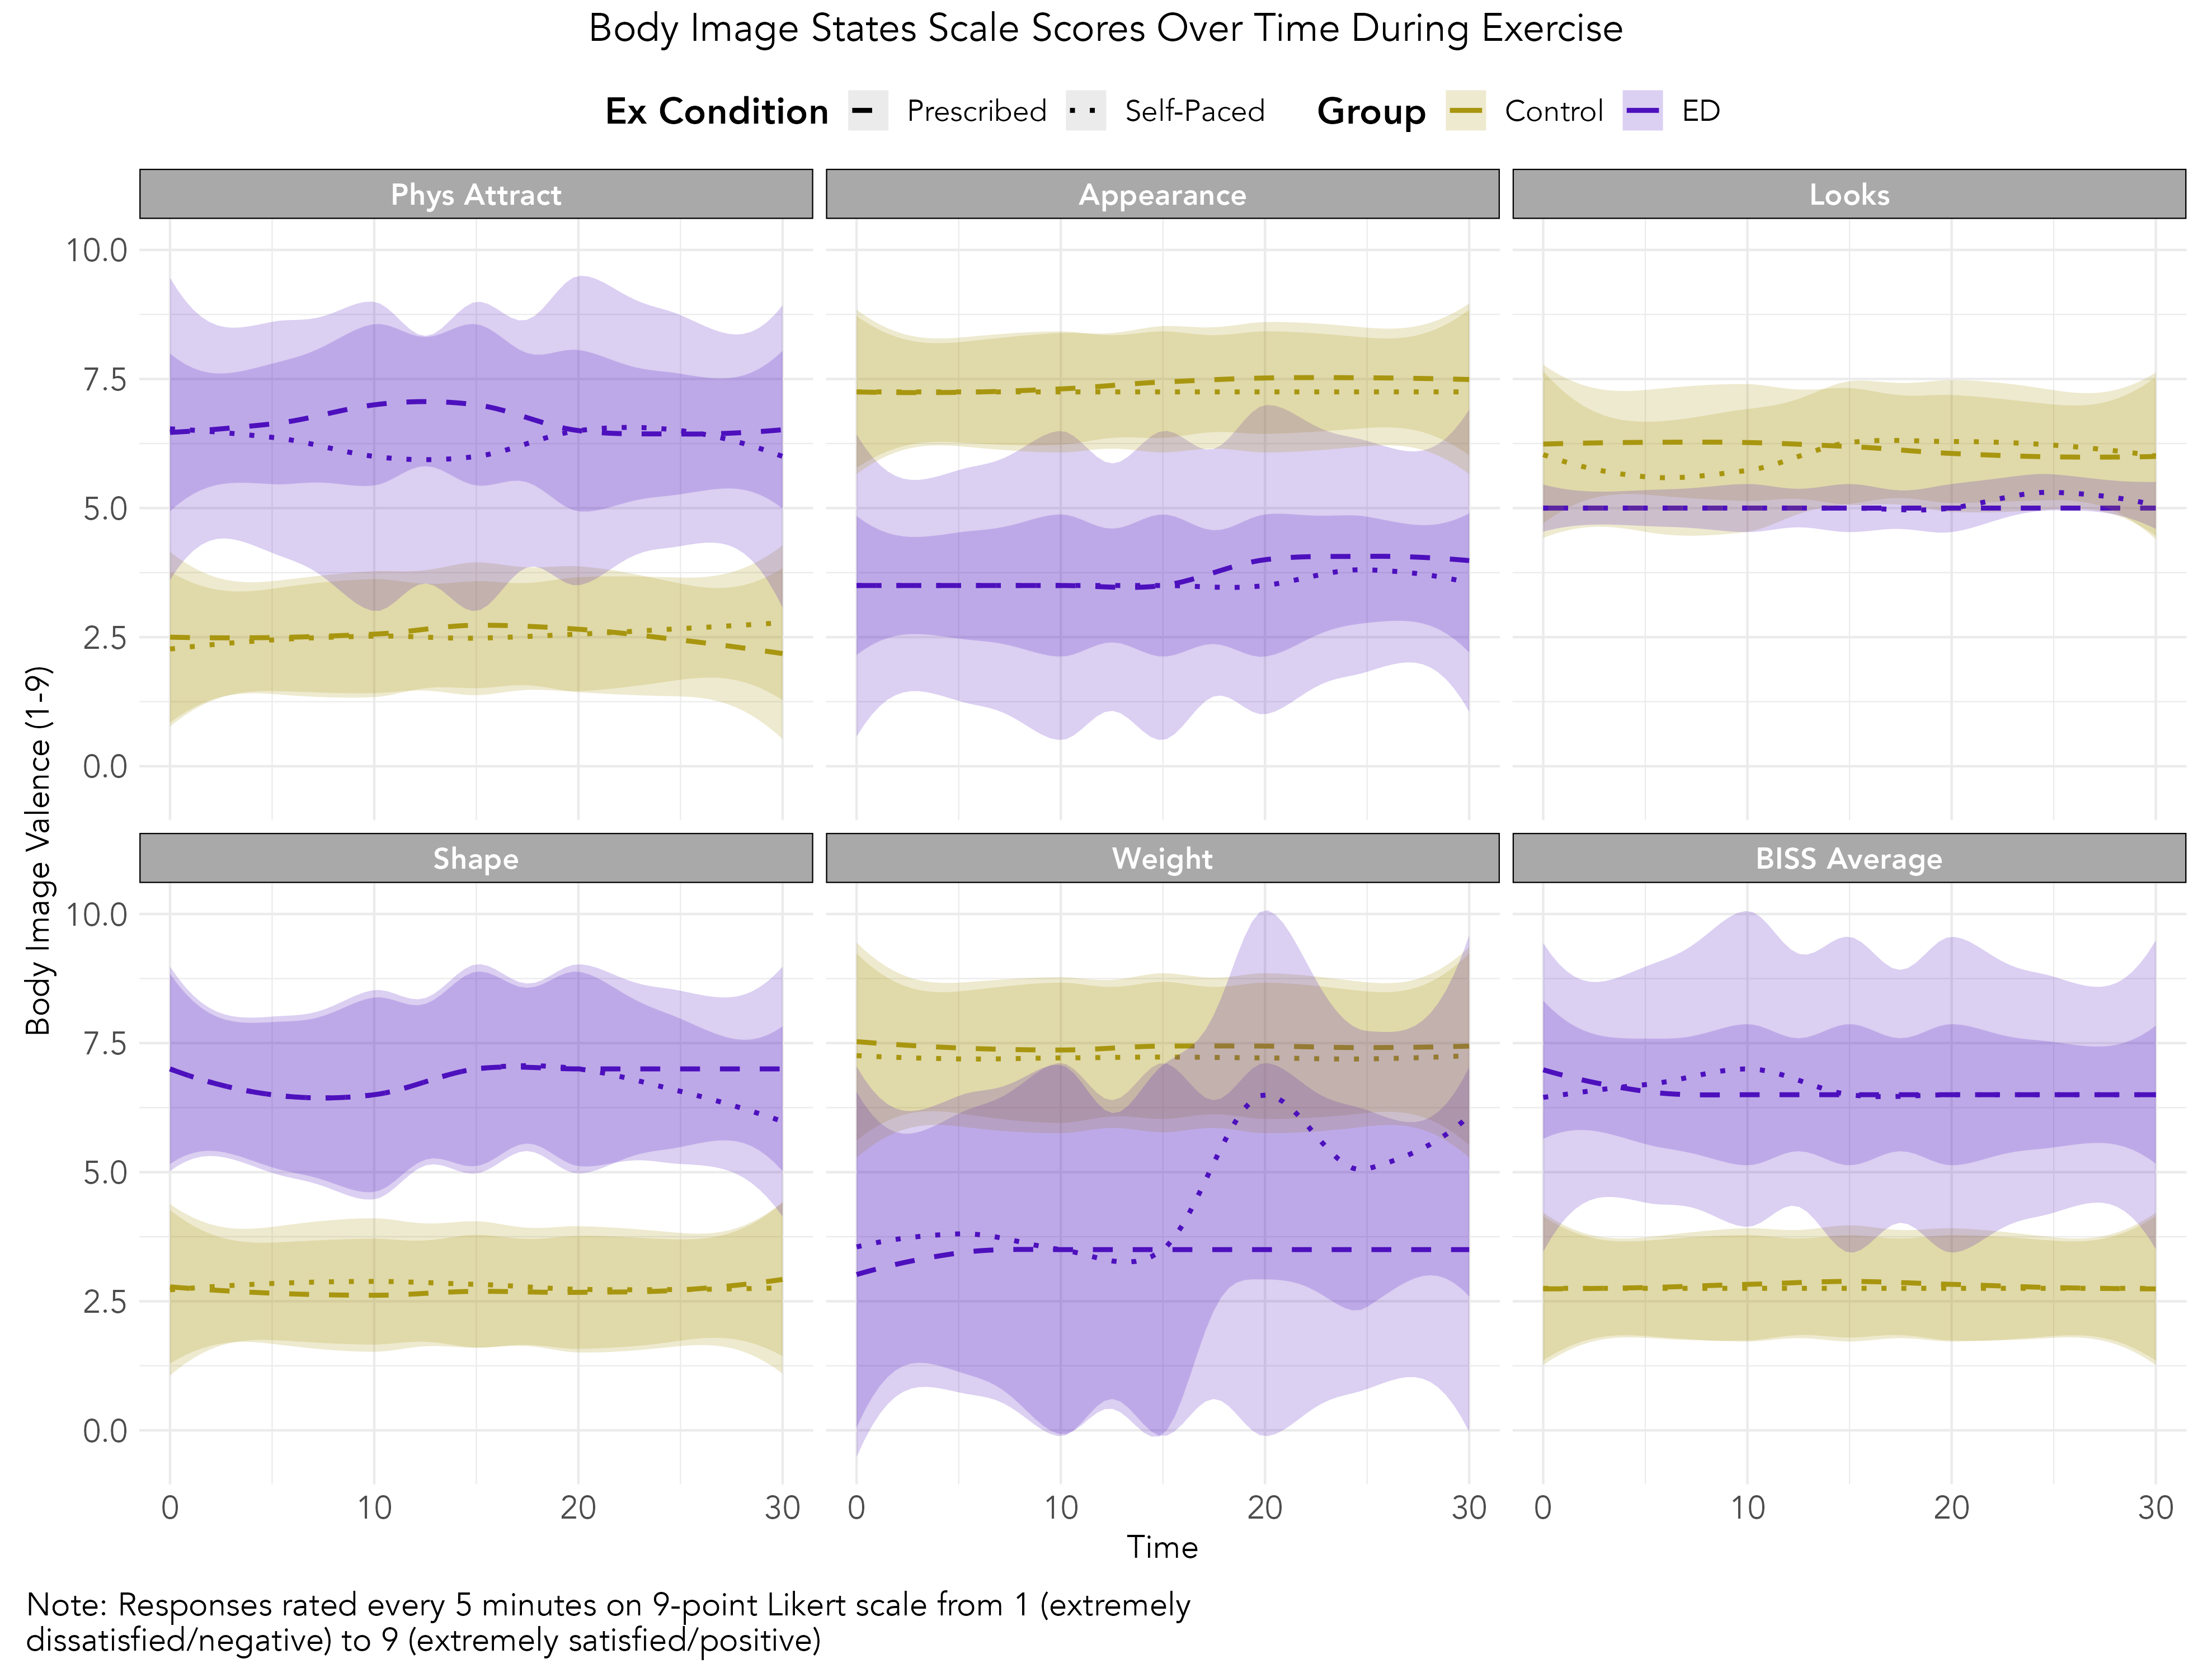 Body Image States Scale Scores Over Time During Exercise
Ex Condition Prescribed Self-Paced Group Control ED
Phys Attract Appearance Looks
10.0
7.5
5.0
2.5
0.0
Body Image Valence (1-9)
Shape Weight BISS Average
10.0
7.5
5.0
2.5
0.0
0 10 20 30 0 10 20 30 0 10 20 30
Time
Note: Responses rated every 5 minutes on 9-point Likert scale from 1 (extremely
dissatisfied/negative) to 9 (extremely satisfied/positive)